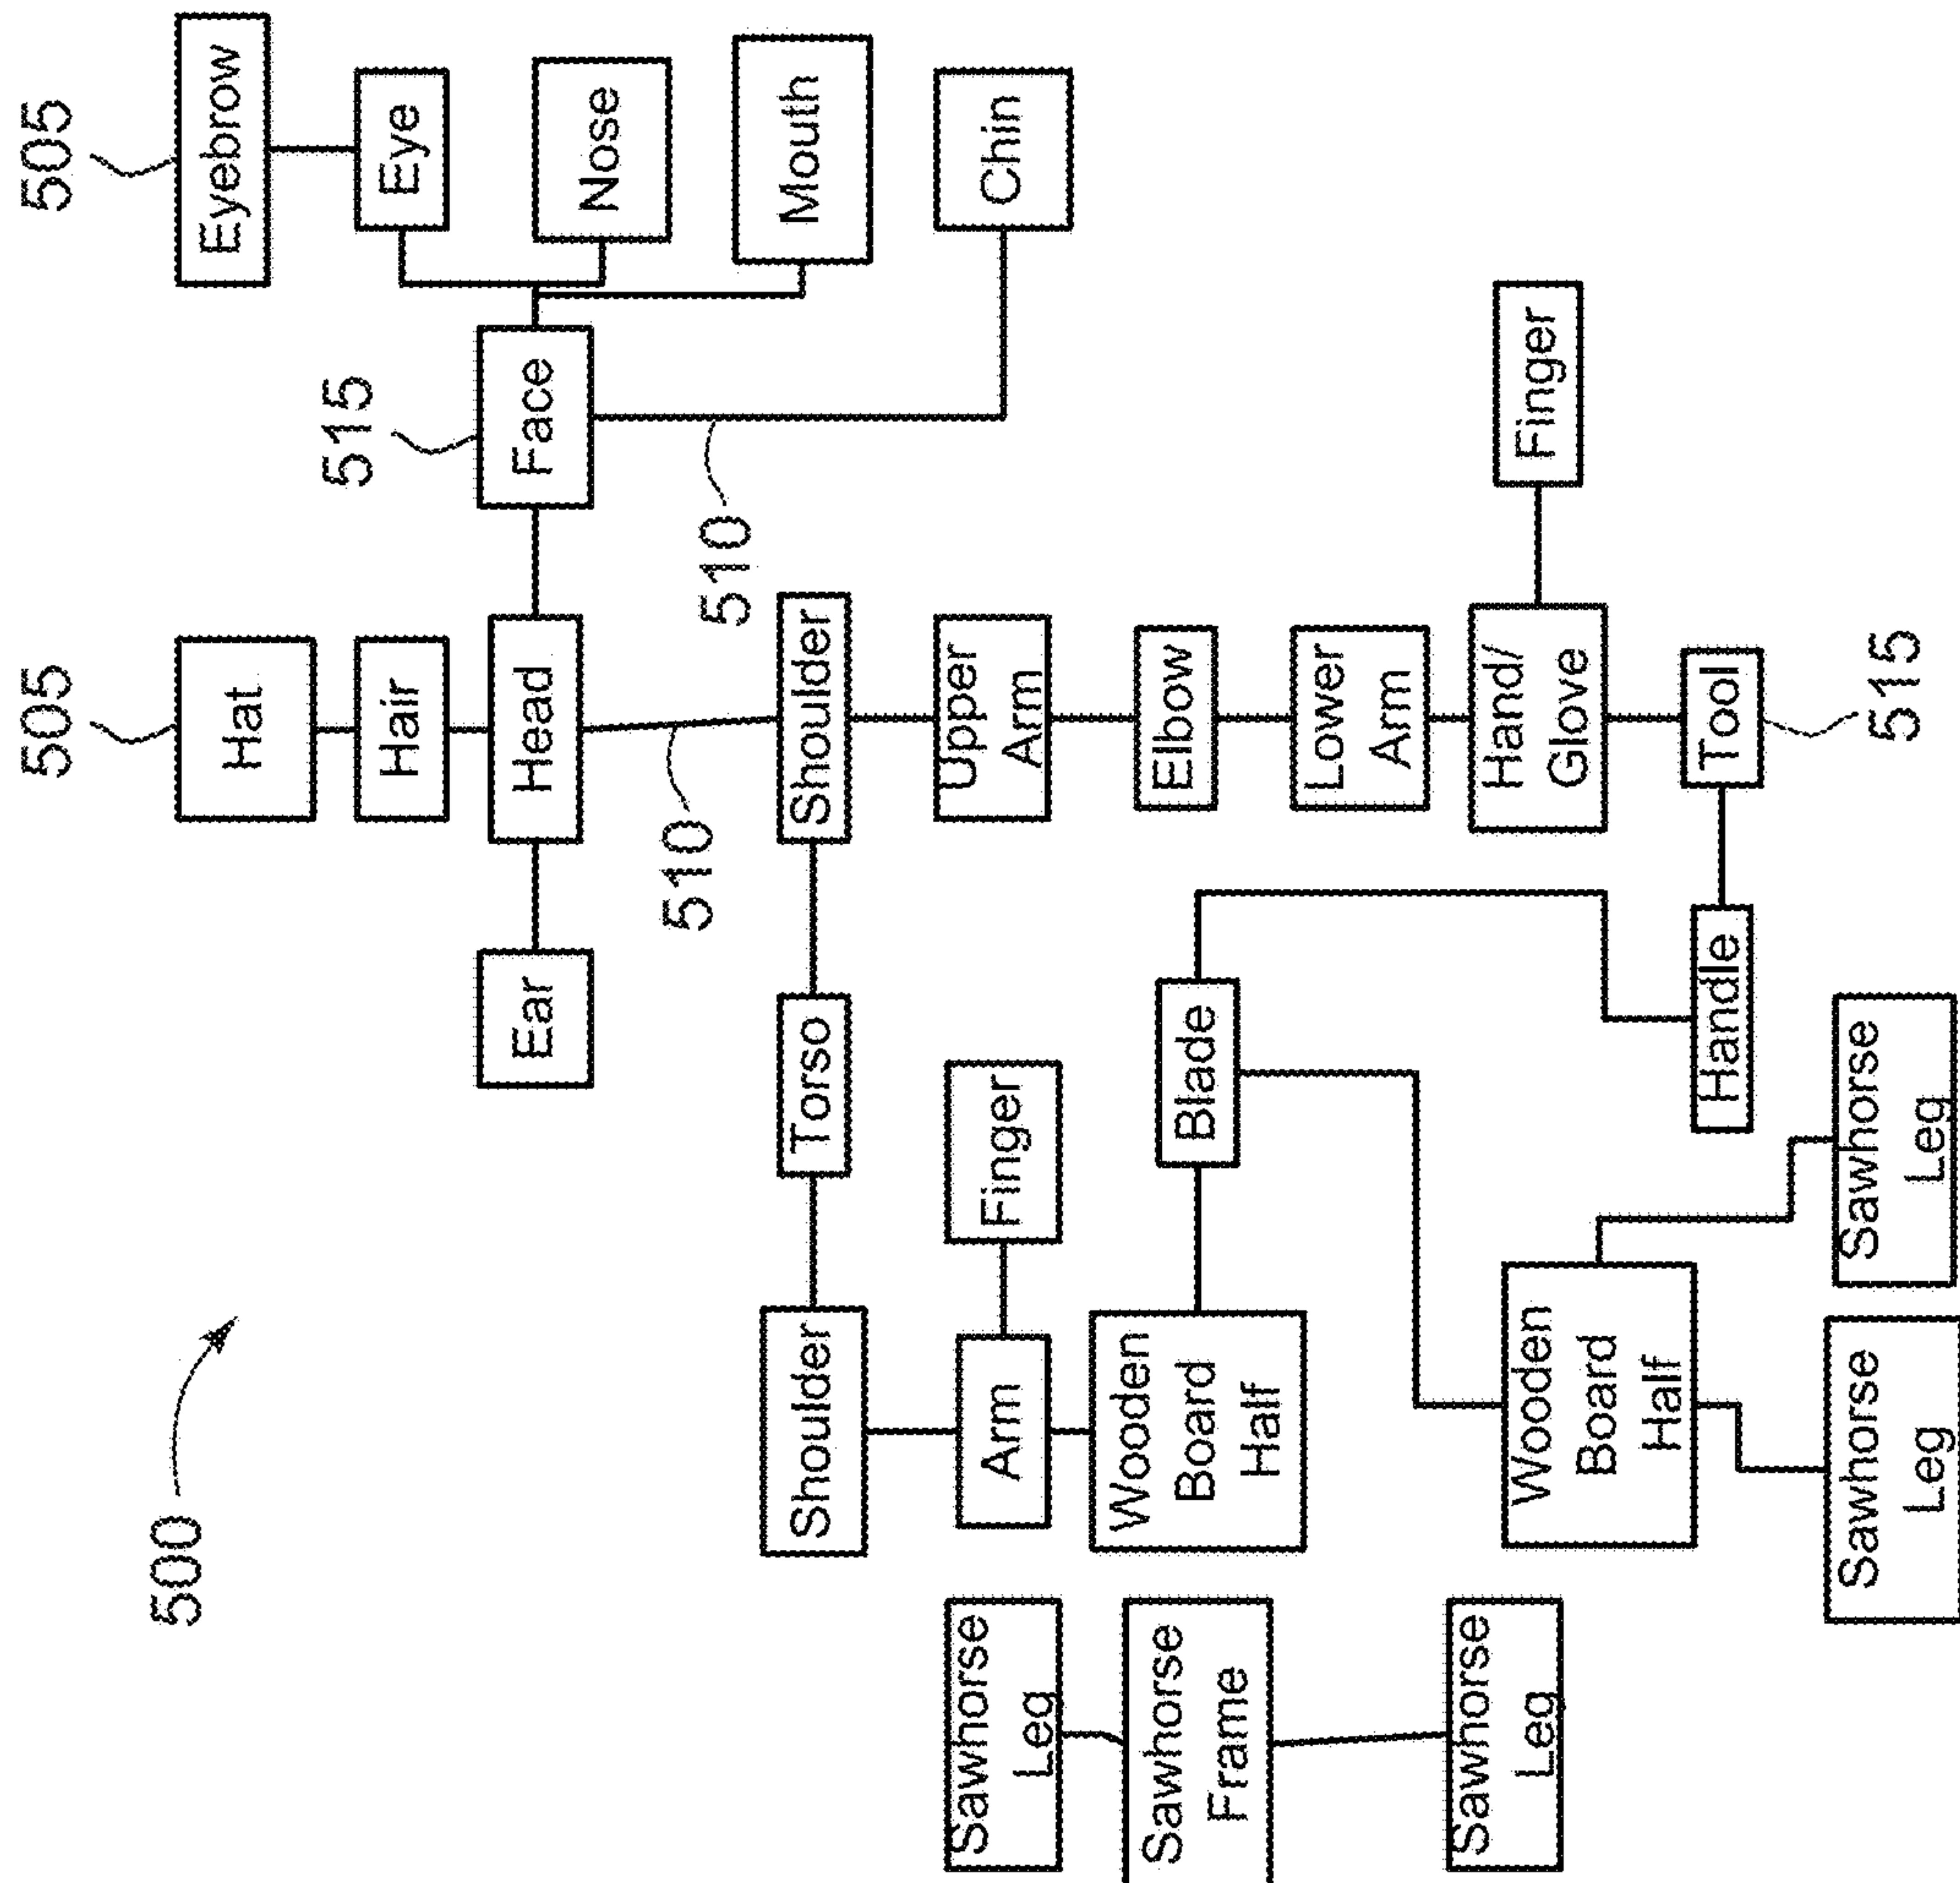 505
505
500
Hat
Eyebrow
515
Hair
Eye
Ear
Head
Face
Nose
510
510
Mouth
Shoulder
Torso
Shoulder
Sawhorse
Leg
Arm
Finger
Upper
Arm
Chin
Sawhorse
Frame
Wooden
Board
Half
Blade
Elbow
Lower
Arm
Sawhorse
Leg
Wooden
Board
Half
Hand/
Glove
Finger
Handle
Tool
Sawhorse
Leg
Sawhorse
Leg
515